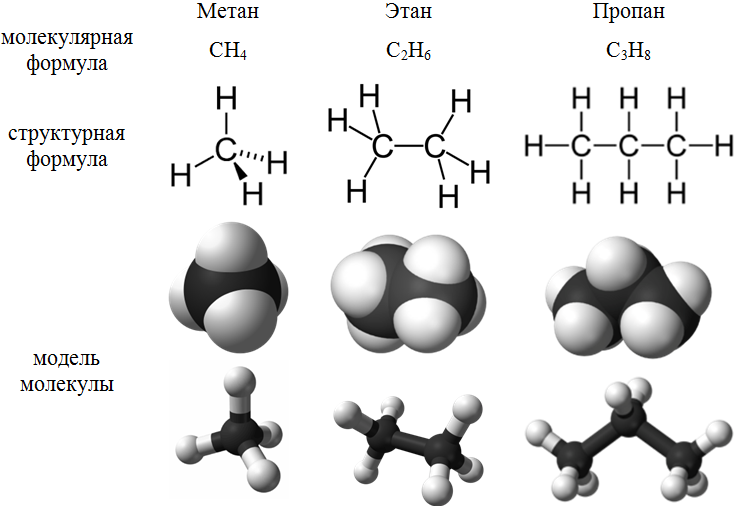 Метан Этан Пропан
молекулярная
формула
CH₄ C₂H₆ C₃H₈
структурная
формула
H
C
H H
H
H H
H
C C
H
H H
H H H
H C C C H
H H H
модель
молекулы